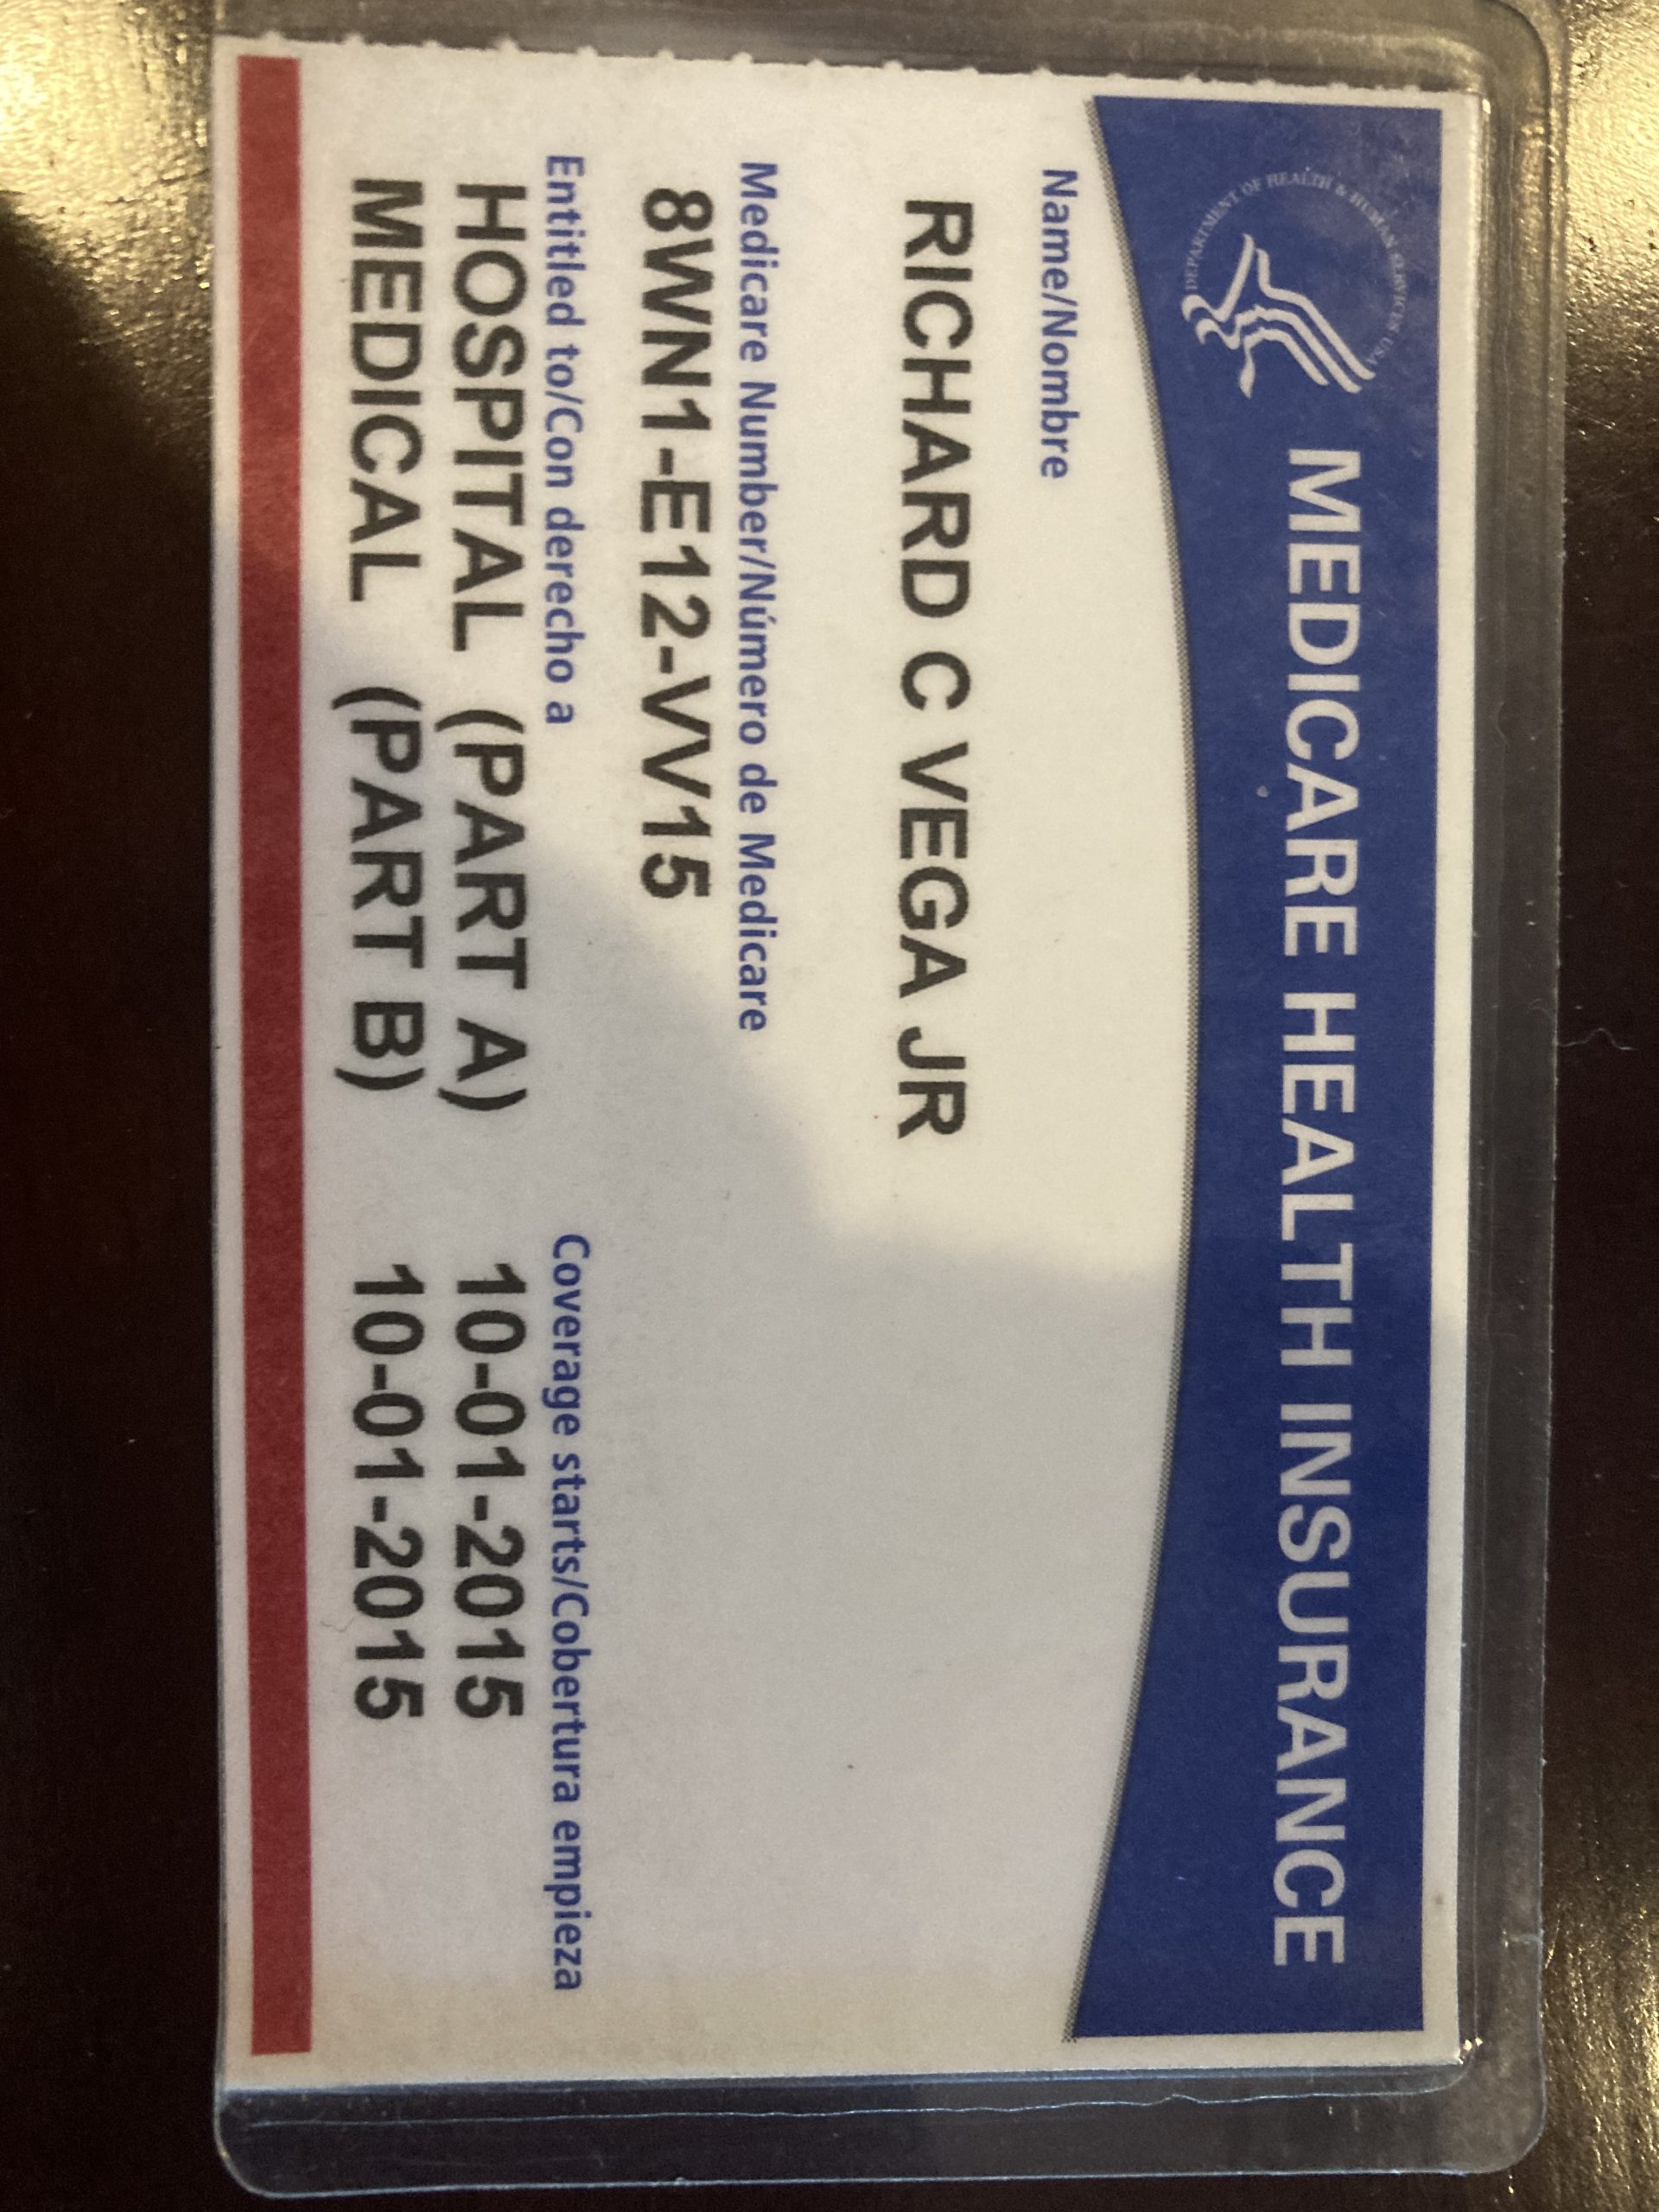 DEPARTMENT OF HEALTH & HUMAN SERVICES · USA
MEDICARE HEALTH INSURANCE
Name/Nombre
RICHARD C VEGA JR
Medicare Number/Número de Medicare
8WN1-E12-VV15
Entitled to/Con derecho a
Coverage starts/Cobertura empieza
HOSPITAL (PART A) 10-01-2015
MEDICAL (PART B) 10-01-2015